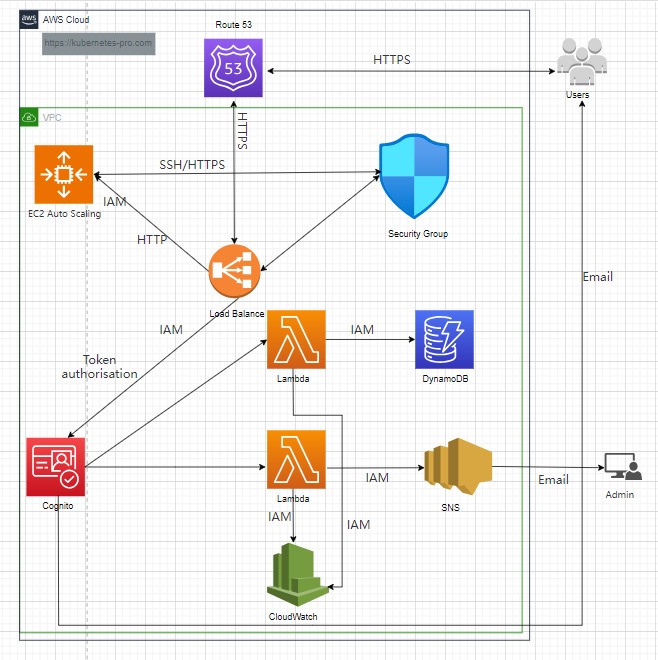 aws AWS Cloud
https://kubernetes-pro.com
Route 53
53
HTTPS
Users
VPC
HTTPS
SSH/HTTPS
EC2 Auto Scaling
IAM
Security Group
HTTP
Email
Load Balance
IAM
IAM
Token
authorisation
Lambda
DynamoDB
Cognito
Lambda
IAM
SNS
Email
Admin
IAM
IAM
CloudWatch